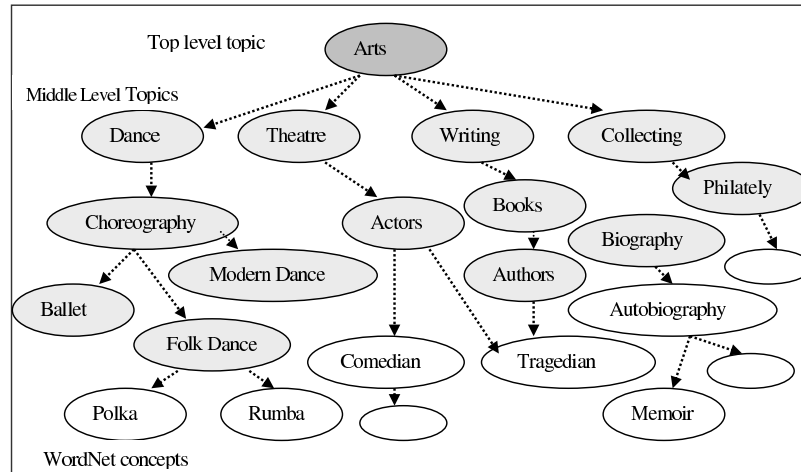 Top level topic
Arts
Middle Level Topics
Dance
Theatre
Writing
Collecting
Philately
Choreography
Actors
Books
Biography
Modern Dance
Authors
Ballet
Autobiography
Folk Dance
Comedian
Tragedian
Polka
Rumba
Memoir
WordNet concepts